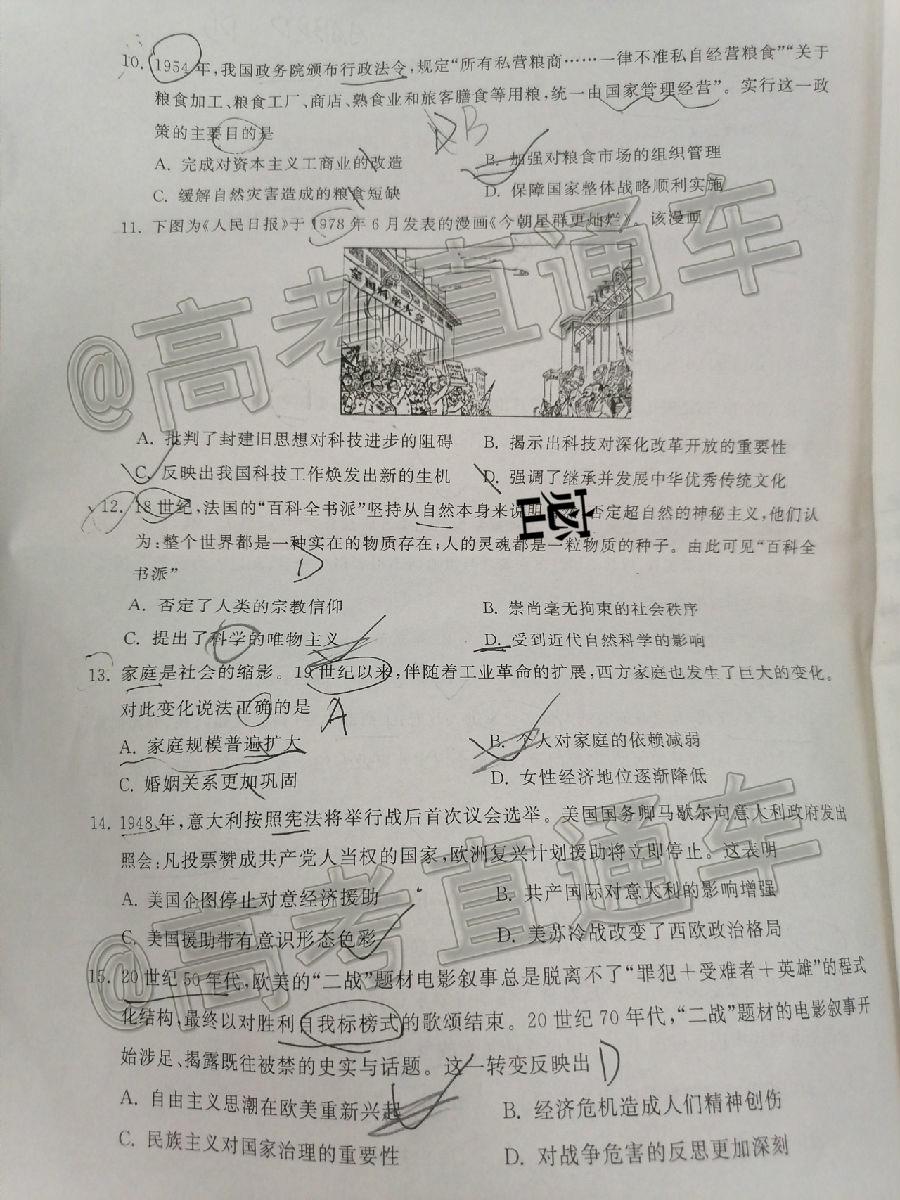 10. 1954年,我国政务院颁布行政法令,规定“所有私营粮商……一律不准私自经营粮食”“关于
粮食加工、粮食工厂、商店、熟食业和旅客膳食等用粮,统一由国家管理经营”。实行这一政
策的主要目的是
B
A. 完成对资本主义工商业的改造
B. 加强对粮食市场的组织管理
C. 缓解自然灾害造成的粮食短缺
D. 保障国家整体战略顺利实施
11. 下图为《人民日报》于1978年6月发表的漫画《今朝星群更灿烂》。该漫画
全国科学大会
A. 批判了封建旧思想对科技进步的阻碍
B. 揭示出科技对深化改革开放的重要性
C. 反映出我国科技工作焕发出新的生机
D. 强调了继承并发展中华优秀传统文化
密
12. 18世纪,法国的“百科全书派”坚持从自然本身来说明 否定超自然的神秘主义,他们认
为:整个世界都是一种实在的物质存在;人的灵魂都是一粒物质的种子。由此可见“百科全
书派”
D
A. 否定了人类的宗教信仰
B. 崇尚毫无拘束的社会秩序
C. 提出了科学的唯物主义
D. 受到近代自然科学的影响
13. 家庭是社会的缩影。19世纪以来,伴随着工业革命的扩展,西方家庭也发生了巨大的变化。
对此变化说法正确的是
A
A. 家庭规模普遍扩大
B. 个人对家庭的依赖减弱
C. 婚姻关系更加巩固
D. 女性经济地位逐渐降低
14. 1948年,意大利按照宪法将举行战后首次议会选举。美国国务卿马歇尔向意大利政府发出
照会:凡投票赞成共产党人当权的国家,欧洲复兴计划援助将立即停止。这表明
A. 美国企图停止对意经济援助
B. 共产国际对意大利的影响增强
C. 美国援助带有意识形态色彩
D. 美苏冷战改变了西欧政治格局
15. 20世纪50年代,欧美的“二战”题材电影叙事总是脱离不了“罪犯+受难者+英雄”的程式
化结构、最终以对胜利自我标榜式的歌颂结束。20世纪70年代,“二战”题材的电影叙事开
始涉足、揭露既往被禁的史实与话题。这一转变反映出
D
A. 自由主义思潮在欧美重新兴起
B. 经济危机造成人们精神创伤
C. 民族主义对国家治理的重要性
D. 对战争危害的反思更加深刻
@高考直通车
@高考直通车